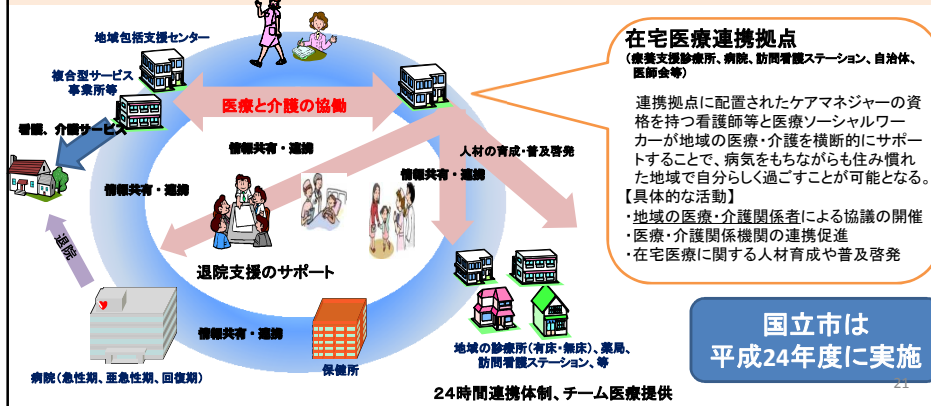 地域包括支援センター
複合型サービス
事業所等
看護、介護サービス
医療と介護の協働
情報共有・連携
人材の育成・普及啓発
情報共有・連携
情報共有・連携
退院支援のサポート
退院
病院(急性期、亜急性期、回復期)
情報共有・連携
保健所
地域の診療所(有床・無床)、薬局、
訪問看護ステーション、等
24時間連携体制、チーム医療提供
在宅医療連携拠点
(療養支援診療所、病院、訪問看護ステーション、自治体、
医師会等)
連携拠点に配置されたケアマネジャーの資
格を持つ看護師等と医療ソーシャルワー
カーが地域の医療・介護を横断的にサポー
トすることで、病気をもちながらも住み慣れ
た地域で自分らしく過ごすことが可能となる。
【具体的な活動】
・地域の医療・介護関係者による協議の開催
・医療・介護関係機関の連携促進
・在宅医療に関する人材育成や普及啓発
国立市は
平成24年度に実施
21